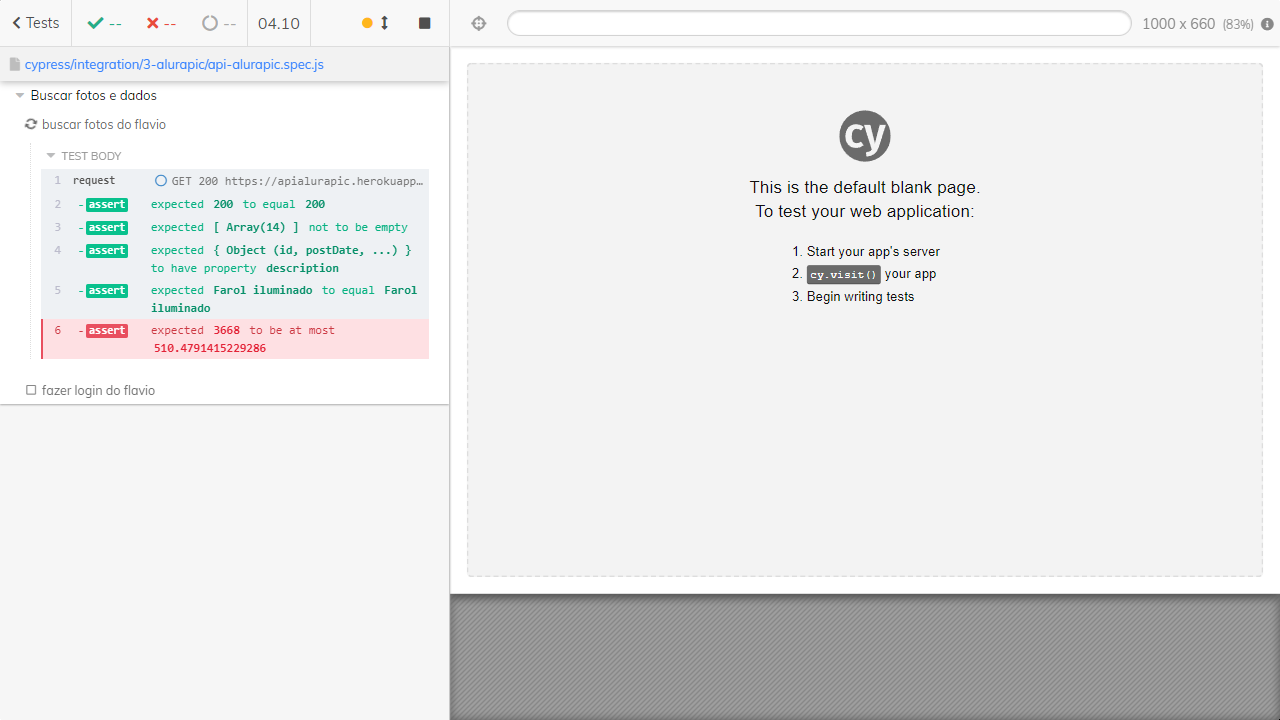 Tests
--
--
--
04.10
1000 x 660 (83%)
cypress/integration/3-alurapic/api-alurapic.spec.js
Buscar fotos e dados
buscar fotos do flavio
TEST BODY
1 request GET 200 https://apialurapic.herokuapp…
2 -assert expected 200 to equal 200
3 -assert expected [ Array(14) ] not to be empty
4 -assert expected { Object (id, postDate, ...) }
to have property description
5 -assert expected Farol iluminado to equal Farol
iluminado
6 -assert expected 3668 to be at most
510.4791415229286
fazer login do flavio
cy
This is the default blank page.
To test your web application:
1. Start your app's server
2. cy.visit() your app
3. Begin writing tests